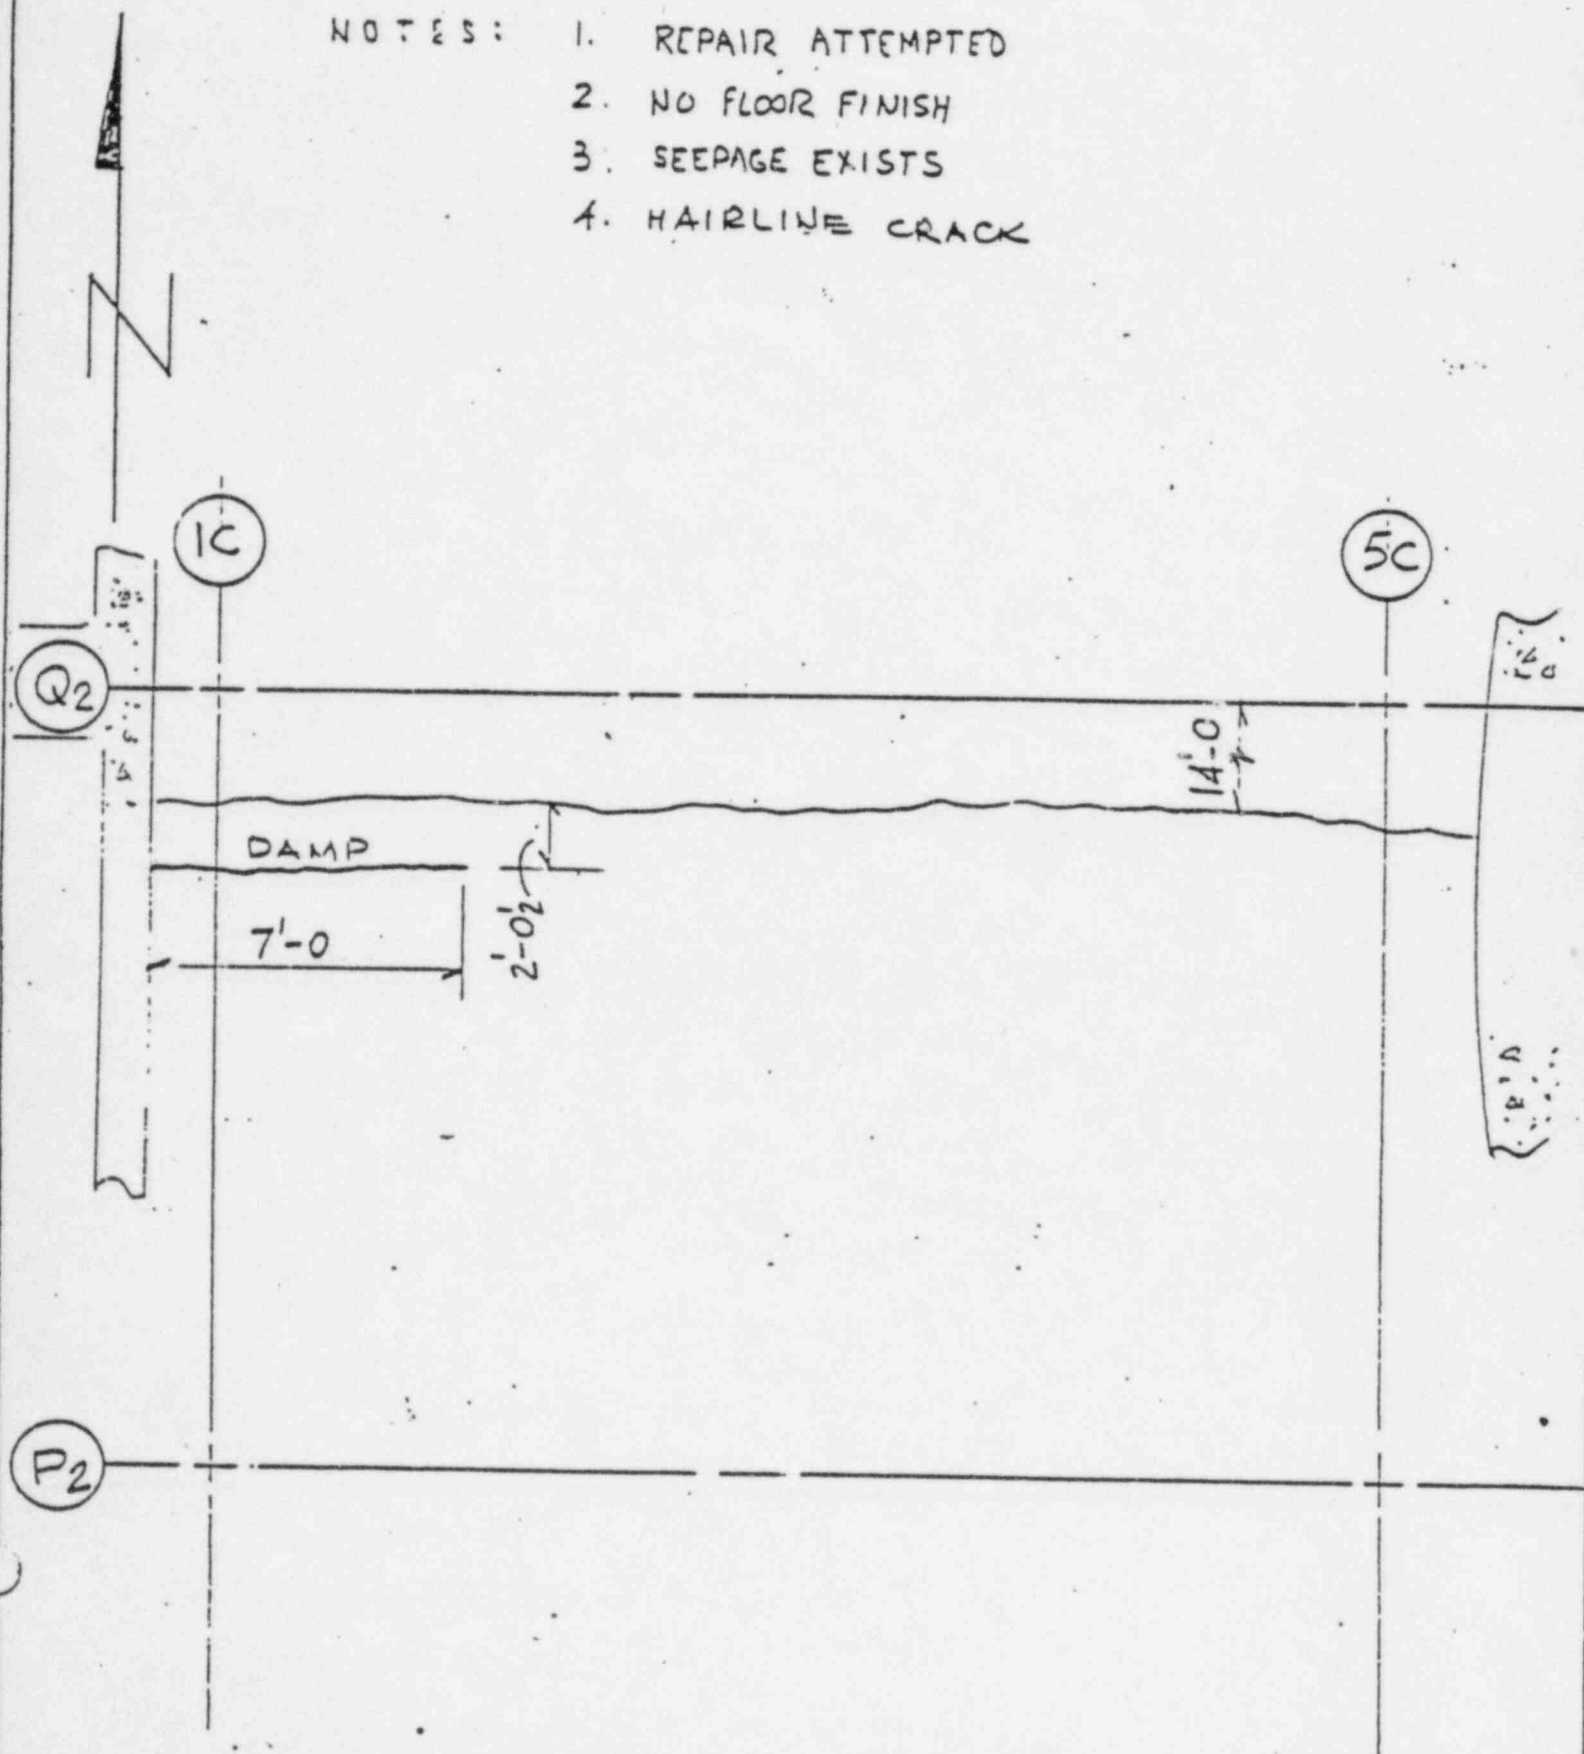 NOTES: 1. REPAIR ATTEMPTED
2. NO FLOOR FINISH
3. SEEPAGE EXISTS
4. HAIRLINE CRACK
N
1C
5C
Q2
14'-0
DAMP
7'-0
2'-0½
P2